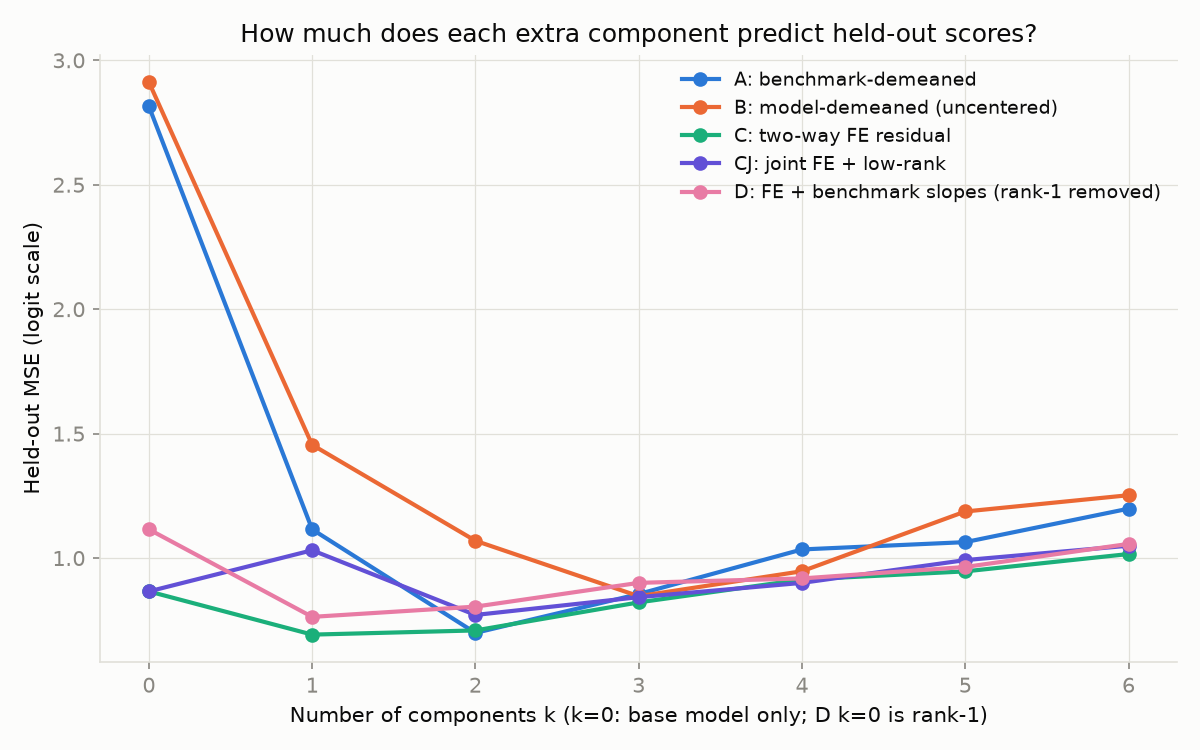 How much does each extra component predict held-out scores?
A: benchmark-demeaned
B: model-demeaned (uncentered)
C: two-way FE residual
CJ: joint FE + low-rank
D: FE + benchmark slopes (rank-1 removed)
Held-out MSE (logit scale)
3.0
2.5
2.0
1.5
1.0
0 1 2 3 4 5 6
Number of components k (k=0: base model only; D k=0 is rank-1)